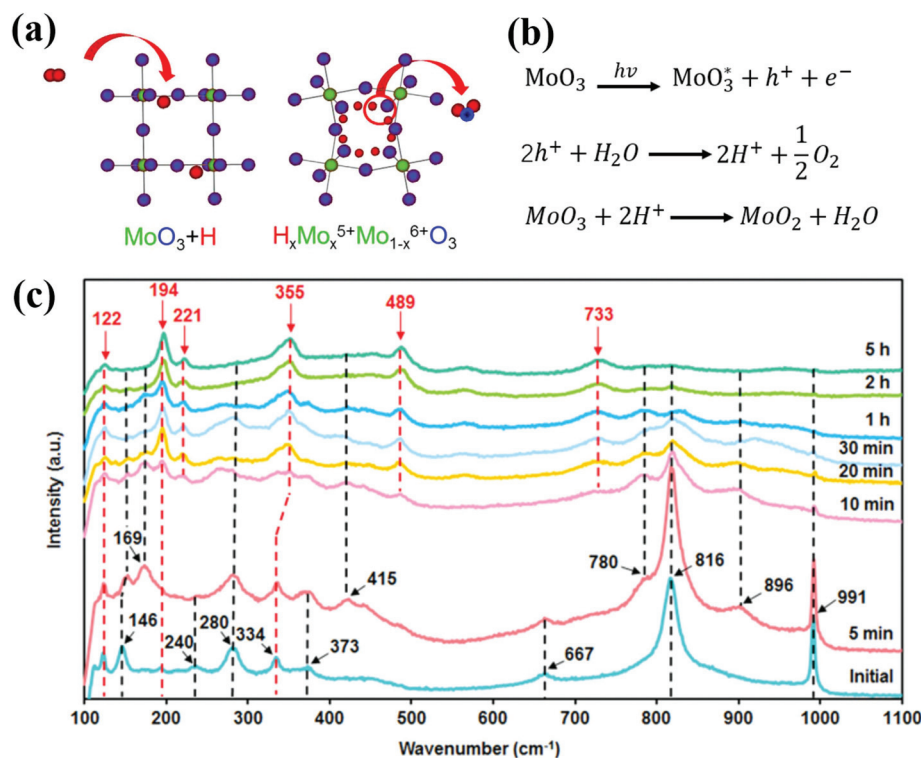 (a)
MoO₃+H
HₓMoₓ⁵⁺Mo₁₋ₓ⁶⁺O₃
(b)
MoO₃ hν MoO₃* + h⁺ + e⁻
2h⁺ + H₂O → 2H⁺ + 1/2 O₂
MoO₃ + 2H⁺ → MoO₂ + H₂O
(c)
122
194
221
355
489
733
5 h
2 h
1 h
30 min
20 min
10 min
5 min
Initial
169
146
240
280
334
373
415
667
780
816
896
991
Intensity (a.u.)
100 200 300 400 500 600 700 800 900 1000 1100
Wavenumber (cm⁻¹)